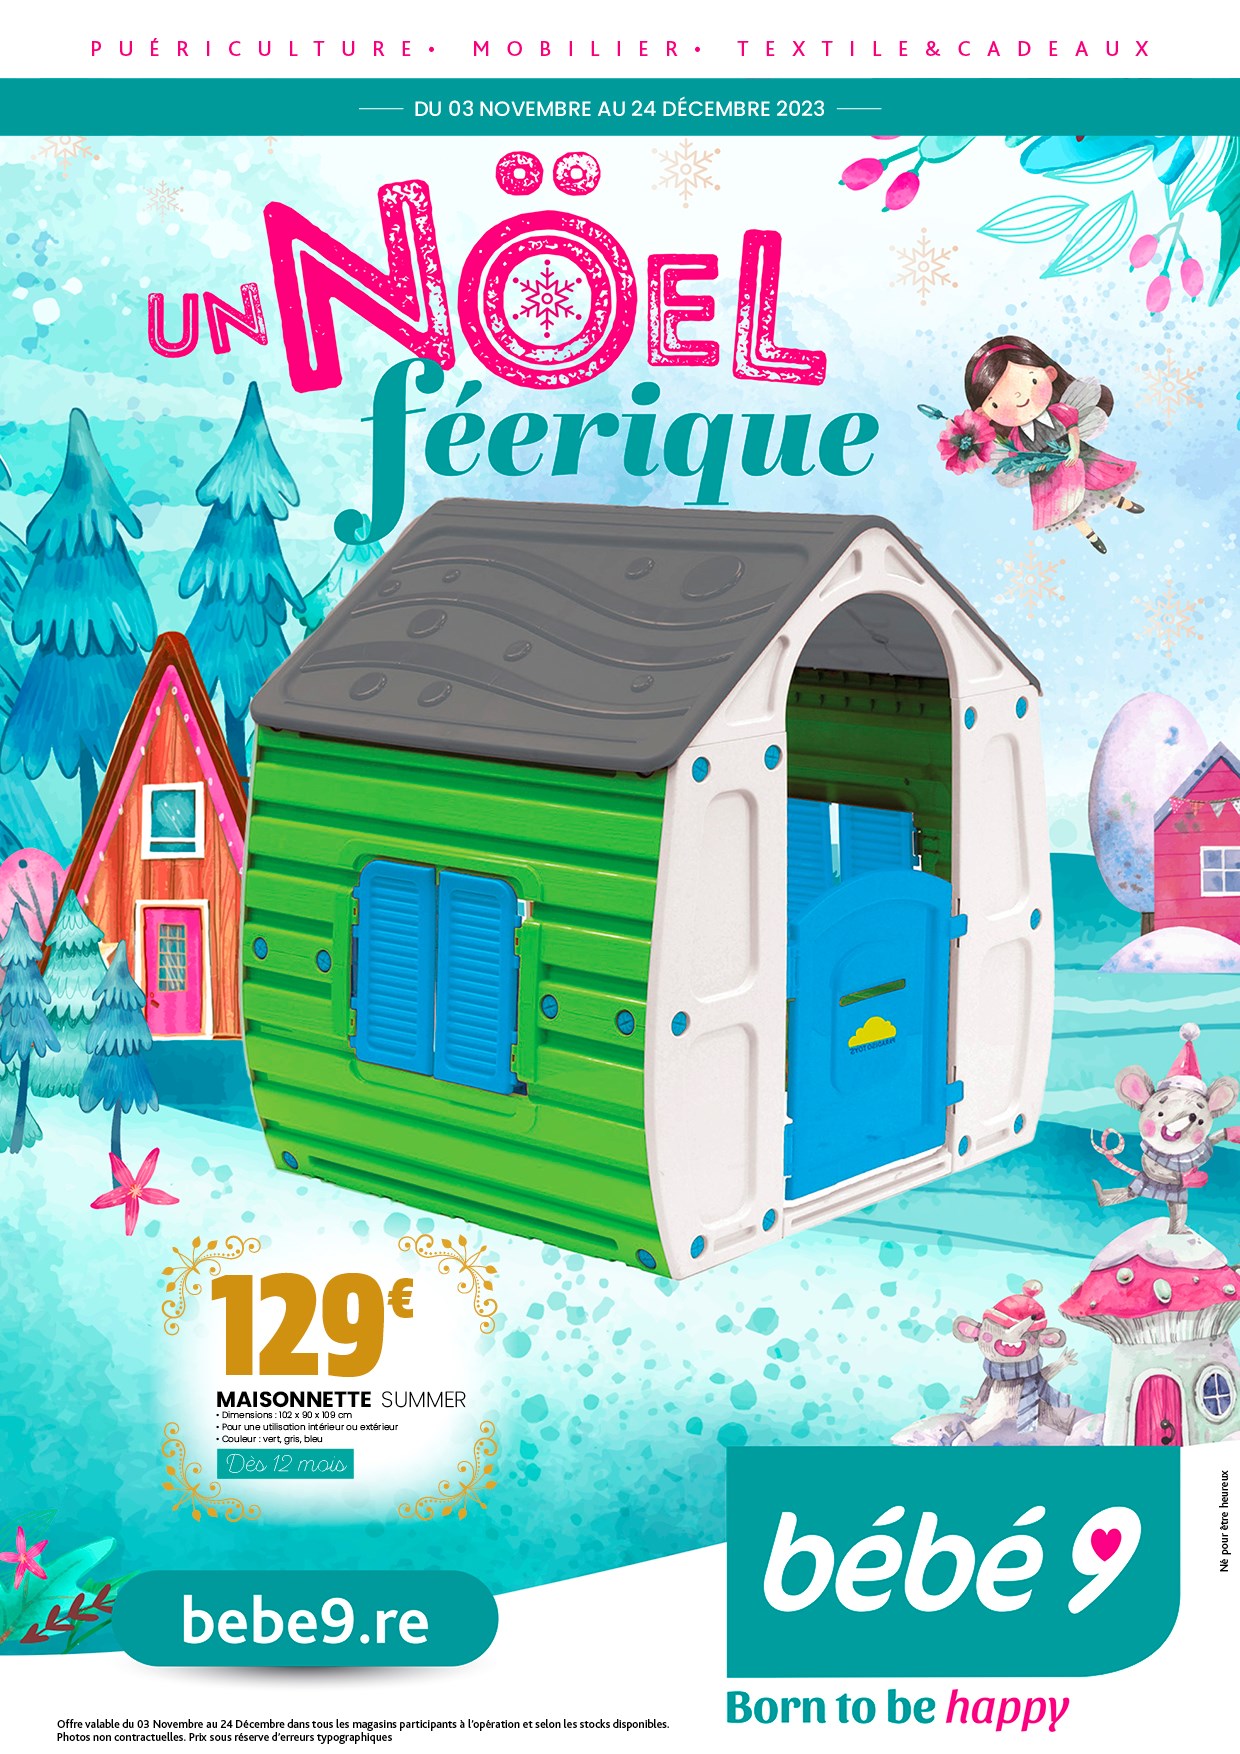 PUÉRICULTURE• MOBILIER• TEXTILE&CADEAUX
DU 03 NOVEMBRE AU 24 DÉCEMBRE 2023
UN NÖEL
féerique
129€
MAISONNETTE SUMMER
• Dimensions : 102 x 90 x 109 cm
• Pour une utilisation intérieur ou extérieur
• Couleur : vert, gris, bleu
Dès 12 mois
bébé 9
Né pour être heureux
bebe9.re
Born to be happy
Offre valable du 03 Novembre au 24 Décembre dans tous les magasins participants à l'opération et selon les stocks disponibles.
Photos non contractuelles. Prix sous réserve d'erreurs typographiques